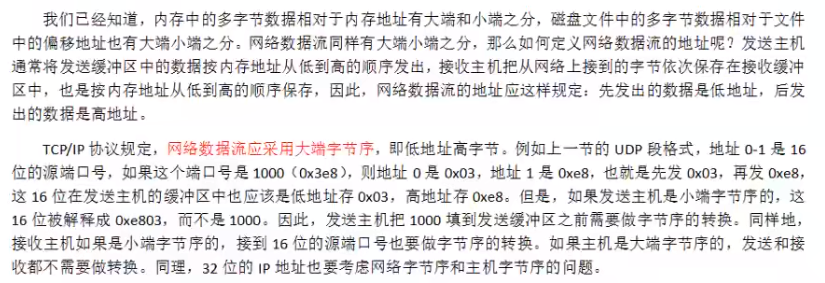 我们已经知道，内存中的多字节数据相对于内存地址有大端和小端之分，磁盘文件中的多字节数据相对于文件
中的偏移地址也有大端小端之分。网络数据流同样有大端小端之分，那么如何定义网络数据流的地址呢？发送主机
通常将发送缓冲区中的数据按内存地址从低到高的顺序发出，接收主机把从网络上接到的字节依次保存在接收缓冲
区中，也是按内存地址从低到高的顺序保存，因此，网络数据流的地址应这样规定：先发出的数据是低地址，后发
出的数据是高地址。
TCP/IP 协议规定，网络数据流应采用大端字节序，即低地址高字节。例如上一节的 UDP 段格式，地址 0-1 是 16
位的源端口号，如果这个端口号是 1000（0x3e8），则地址 0 是 0x03，地址 1 是 0xe8，也就是先发 0x03，再发 0xe8，
这 16 位在发送主机的缓冲区中也应该是低地址存 0x03，高地址存 0xe8。但是，如果发送主机是小端字节序的，这
16 位被解释成 0xe803，而不是 1000。因此，发送主机把 1000 填到发送缓冲区之前需要做字节序的转换。同样地，
接收主机如果是小端字节序的，接到 16 位的源端口号也要做字节序的转换。如果主机是大端字节序的，发送和接
收都不需要做转换。同理，32 位的 IP 地址也要考虑网络字节序和主机字节序的问题。